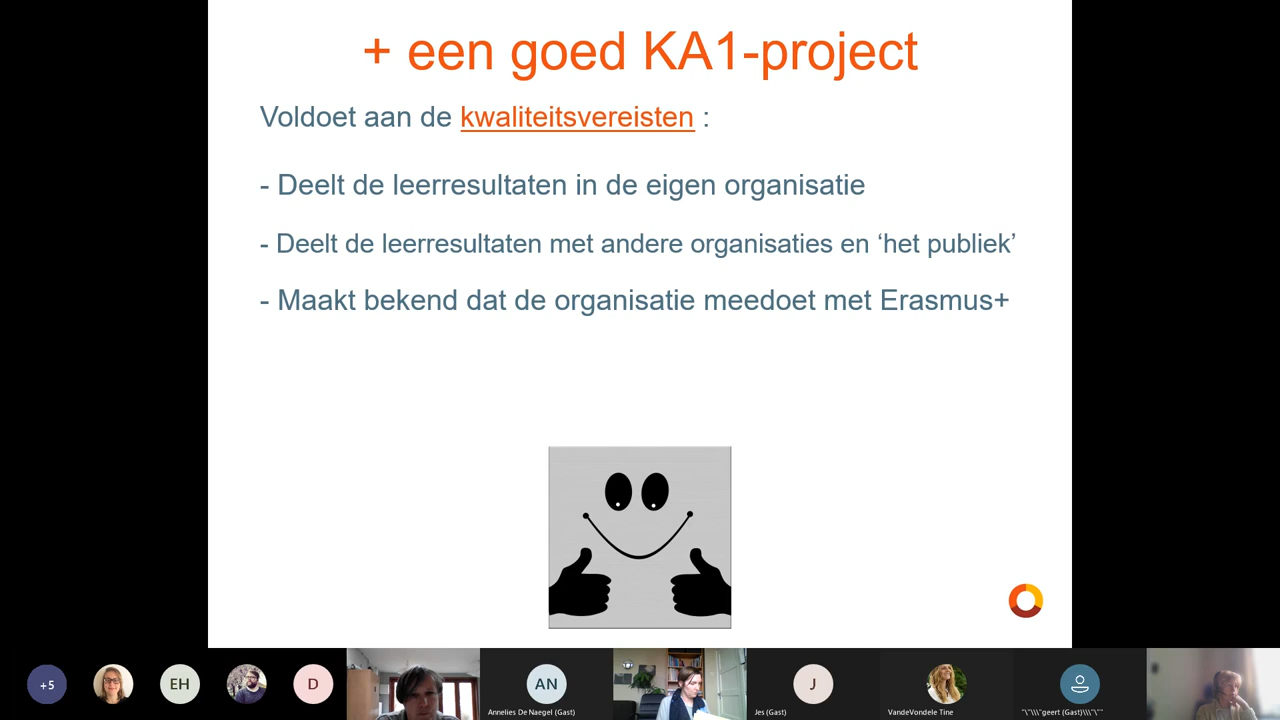 + een goed KA1-project
Voldoet aan de kwaliteitsvereisten :
- Deelt de leerresultaten in de eigen organisatie
- Deelt de leerresultaten met andere organisaties en ‘het publiek’
- Maakt bekend dat de organisatie meedoet met Erasmus+
+5
EH
D
AN
Annelies De Naegel (Gast)
J
Jes (Gast)
VandeVondele Tine
"\"\\\"geert (Gast)\\\"\""